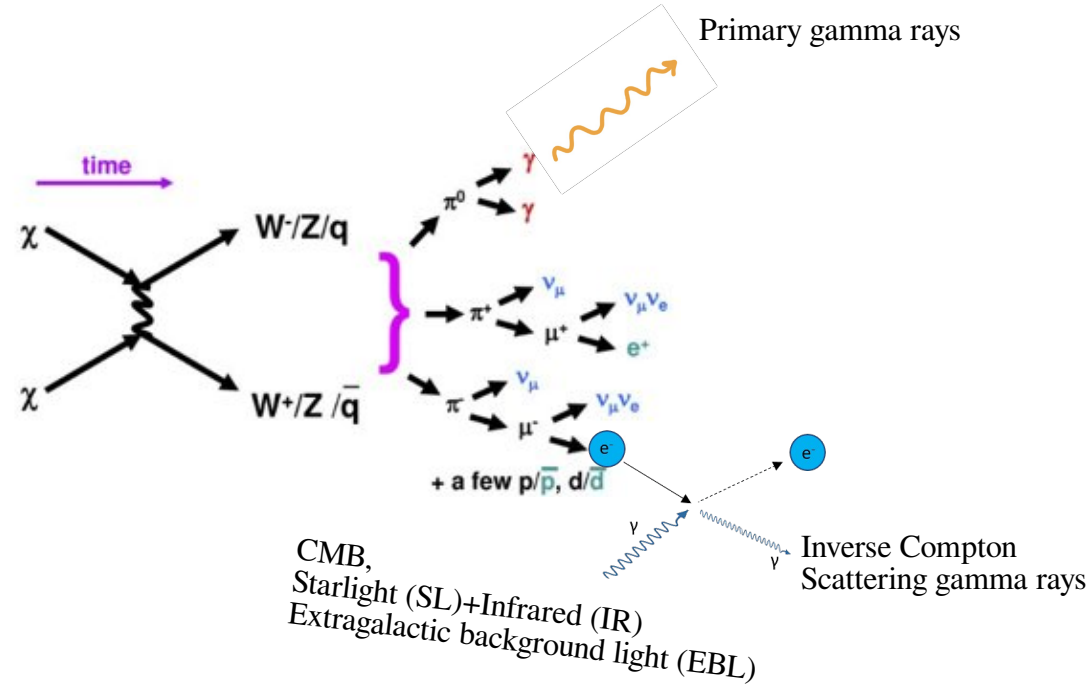 Primary gamma rays
time
γ
π⁰
γ
χ
W⁻/Z/q
}
ν_μ
ν_μν_e
π⁺
μ⁺
e⁺
χ
W⁺/Z /q̅
ν_μ
π⁻
ν_μν_e
μ⁻
e⁻
e⁻
+ a few p/p̅, d/d̅
γ
γ
Inverse Compton
Scattering gamma rays
CMB,
Starlight (SL)+Infrared (IR)
Extragalactic background light (EBL)